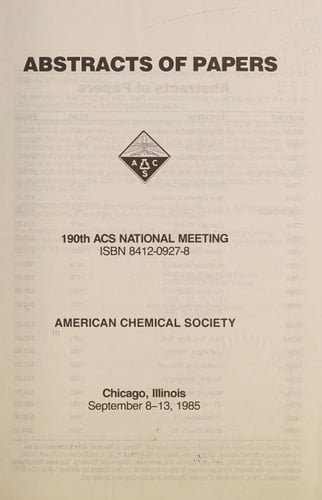 ABSTRACTS OF PAPERS
A C
S
190th ACS NATIONAL MEETING
ISBN 8412-0927-8
AMERICAN CHEMICAL SOCIETY
Chicago, Illinois
September 8–13, 1985